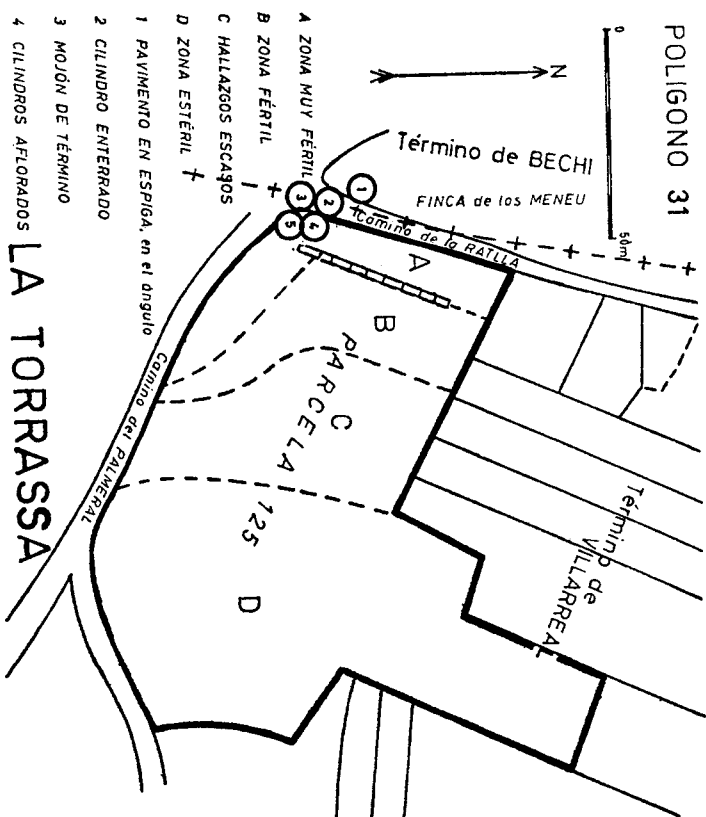 POLIGONO 31
0 50m
N
Término de BECHI
FINCA de los MENEU
Camino de la RATLLA
A ZONA MUY FÉRTIL
B ZONA FÉRTIL
C HALLAZGOS ESCASOS
D ZONA ESTÉRIL
1 PAVIMENTO EN ESPIGA, en el ángulo
2 CILINDRO ENTERRADO
3 MOJÓN DE TÉRMINO
4 CILINDROS AFLORADOS
1
2
3
4
5
A
B
C
PARCELA 125
D
Término de
VILLARREAL
Camino del PALMERAL
LA TORRASSA